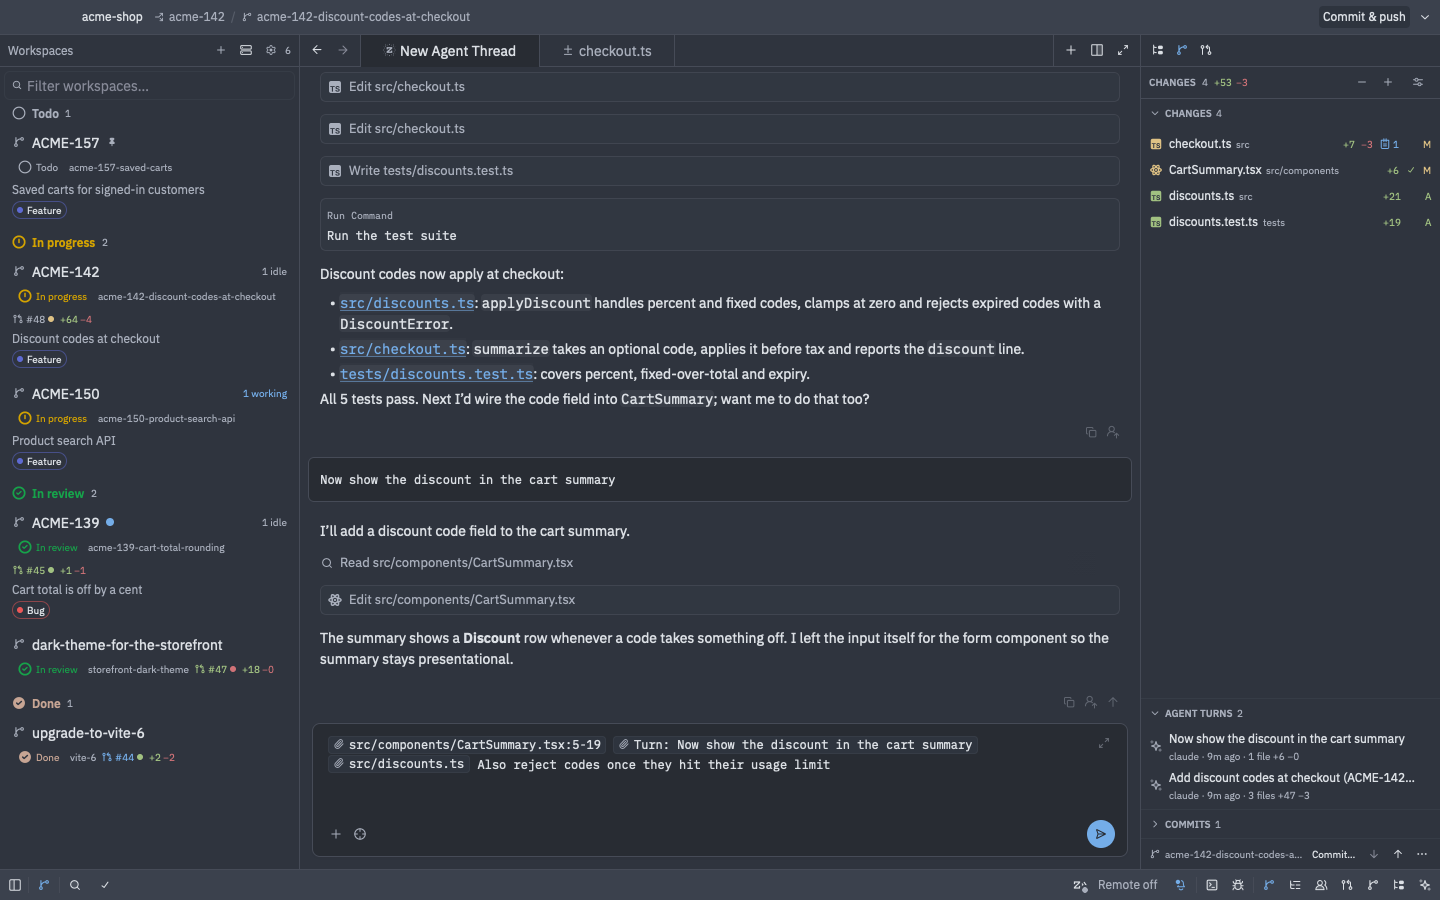 acme-shop acme-142 / acme-142-discount-codes-at-checkout Commit & push
Workspaces 6
Filter workspaces...
Todo 1
ACME-157
Todo acme-157-saved-carts
Saved carts for signed-in customers
Feature
In progress 2
ACME-142 1 idle
In progress acme-142-discount-codes-at-checkout
#48 +64 −4
Discount codes at checkout
Feature
ACME-150 1 working
In progress acme-150-product-search-api
Product search API
Feature
In review 2
ACME-139 1 idle
In review acme-139-cart-total-rounding
#45 +1 −1
Cart total is off by a cent
Bug
dark-theme-for-the-storefront
In review storefront-dark-theme #47 +18 −0
Done 1
upgrade-to-vite-6
Done vite-6 #44 +2 −2
New Agent Thread checkout.ts
Edit src/checkout.ts
Edit src/checkout.ts
Write tests/discounts.test.ts
Run Command
Run the test suite
Discount codes now apply at checkout:
• src/discounts.ts: applyDiscount handles percent and fixed codes, clamps at zero and rejects expired codes with a
DiscountError.
• src/checkout.ts: summarize takes an optional code, applies it before tax and reports the discount line.
• tests/discounts.test.ts: covers percent, fixed-over-total and expiry.
All 5 tests pass. Next I'd wire the code field into CartSummary; want me to do that too?
Now show the discount in the cart summary
I'll add a discount code field to the cart summary.
Read src/components/CartSummary.tsx
Edit src/components/CartSummary.tsx
The summary shows a Discount row whenever a code takes something off. I left the input itself for the form component so the
summary stays presentational.
src/components/CartSummary.tsx:5-19 Turn: Now show the discount in the cart summary
src/discounts.ts Also reject codes once they hit their usage limit
CHANGES 4 +53 −3
CHANGES 4
checkout.ts src +7 −3 1 M
CartSummary.tsx src/components +6 M
discounts.ts src +21 A
discounts.test.ts tests +19 A
AGENT TURNS 2
Now show the discount in the cart summary
claude · 9m ago · 1 file +6 −0
Add discount codes at checkout (ACME-142...
claude · 9m ago · 3 files +47 −3
COMMITS 1
acme-142-discount-codes-a... Commit...
Remote off